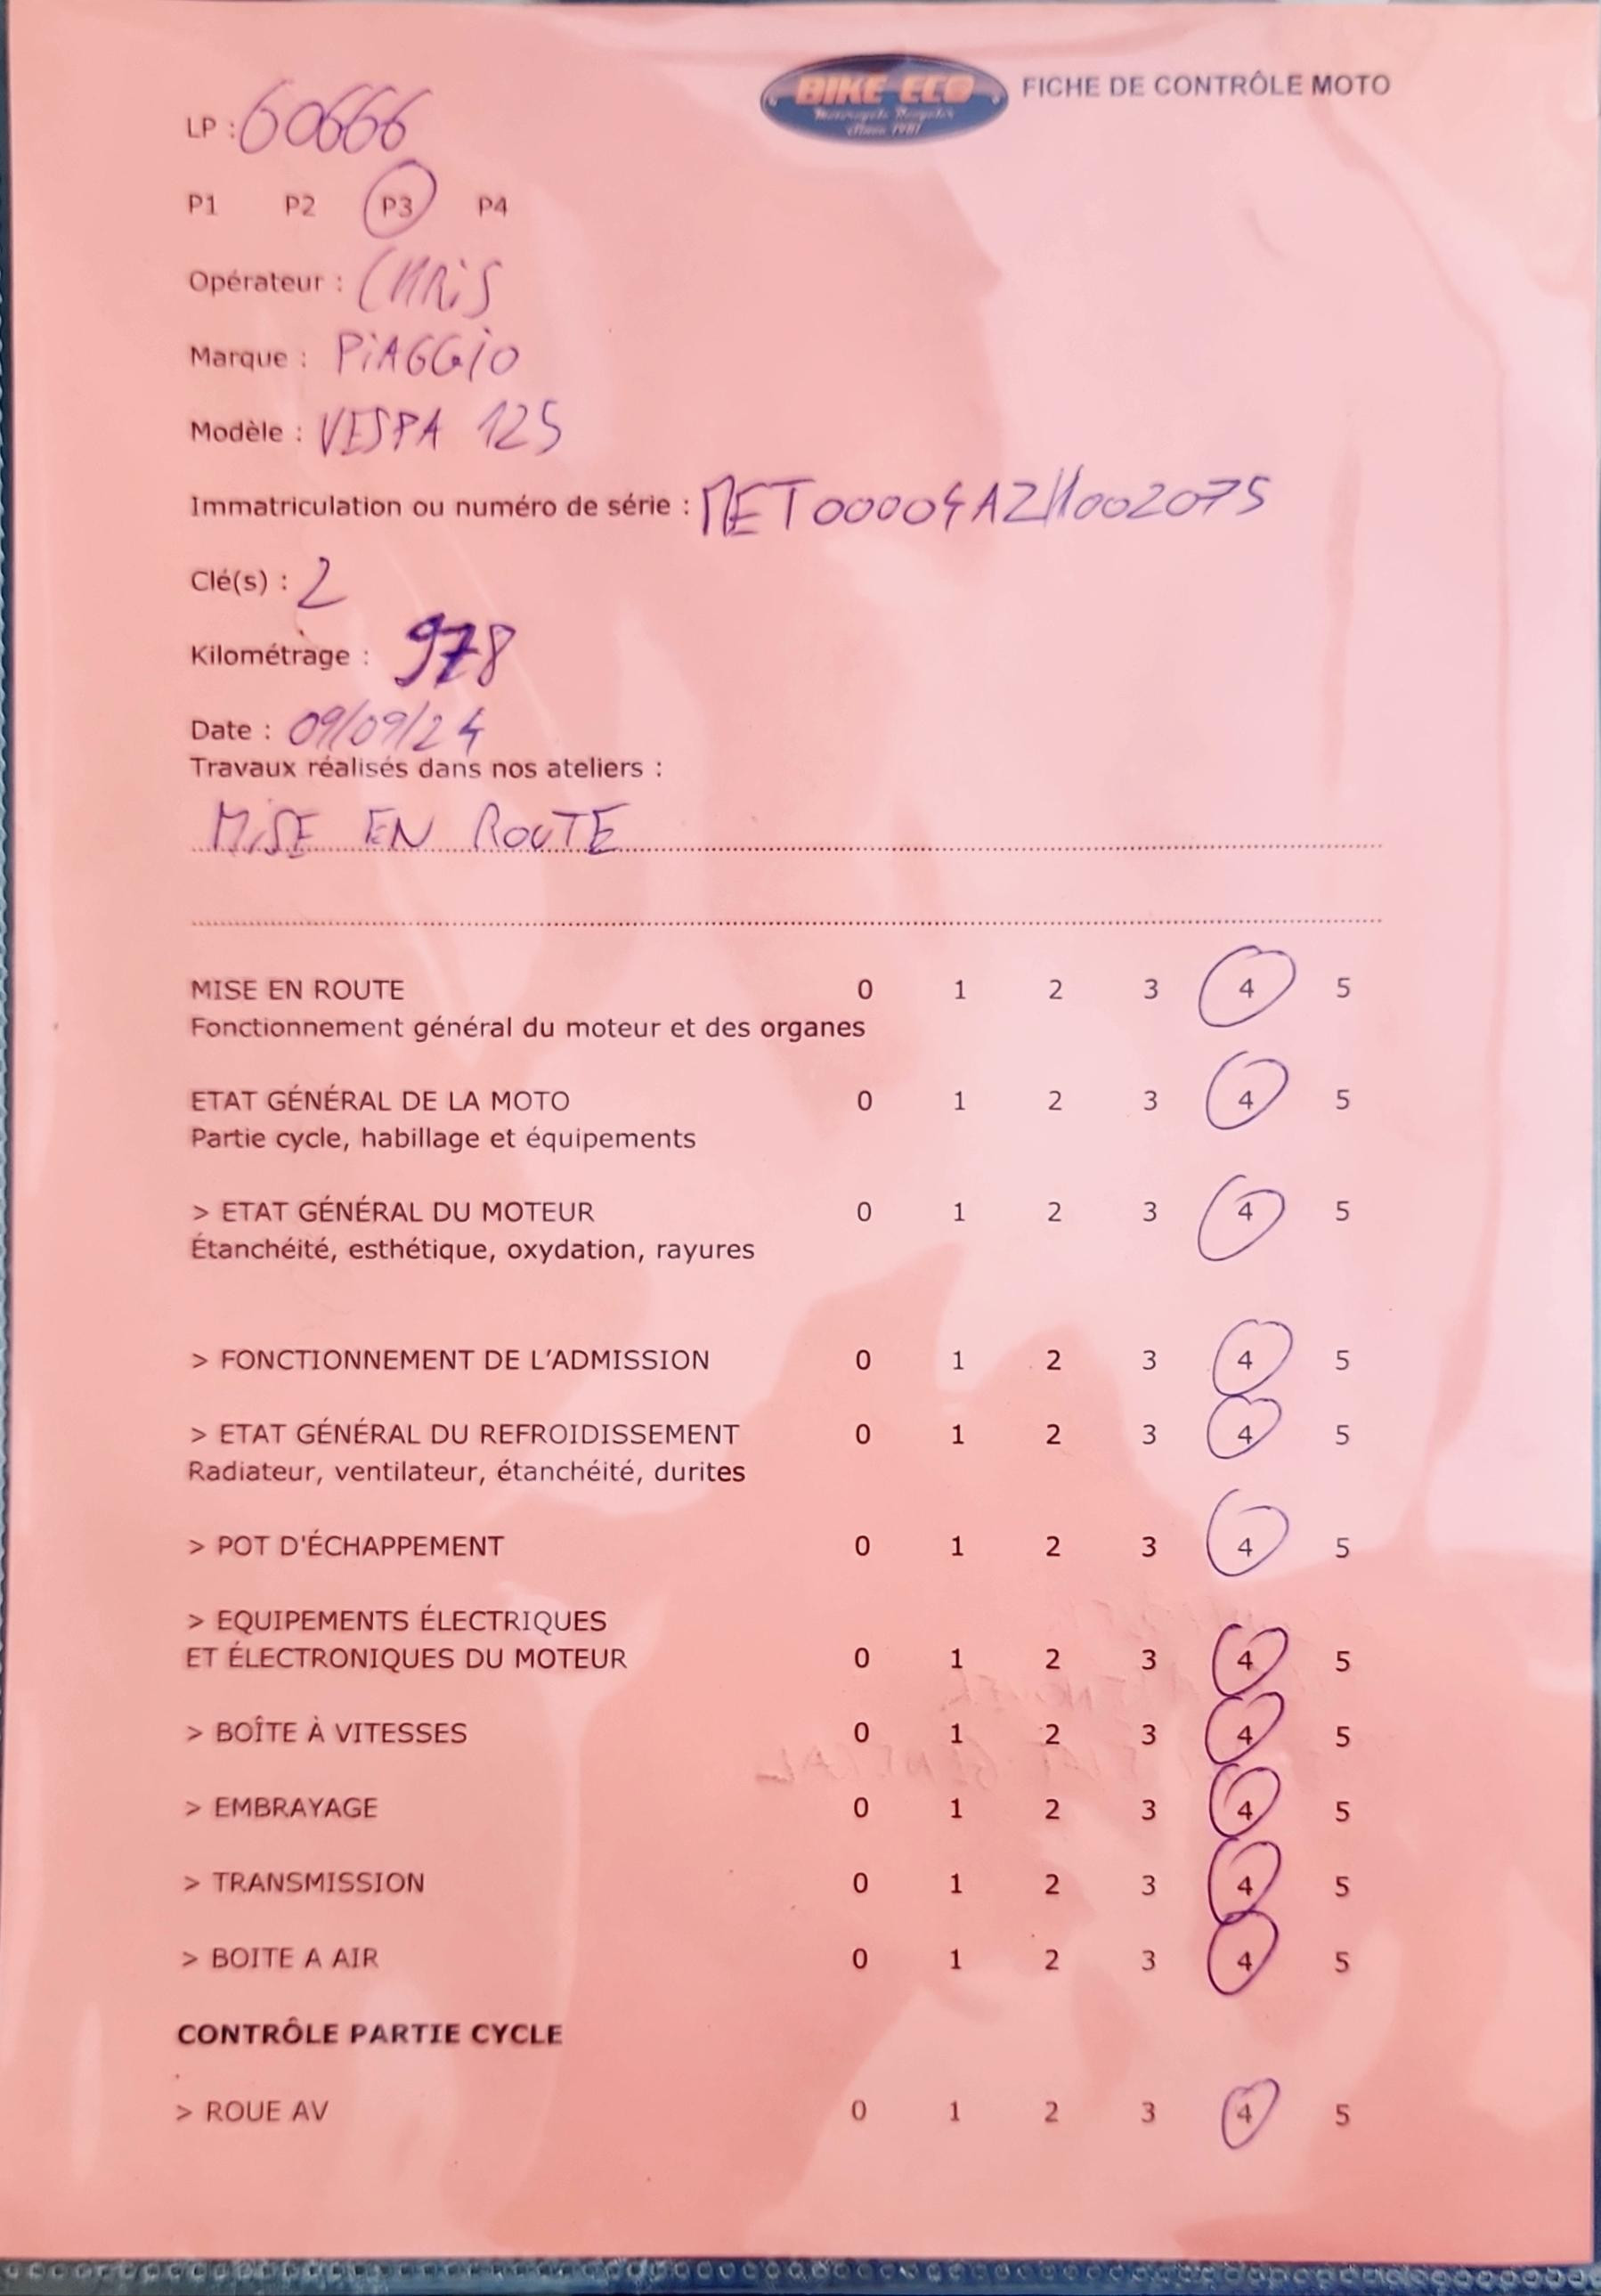 BIKE ECO
Motorcycle Recycler
Since 1981
FICHE DE CONTRÔLE MOTO
LP : 60666
P1 P2 P3 P4
Opérateur : CHRiS
Marque : PiAGGiO
Modèle : VESPA 125
Immatriculation ou numéro de série :
Clé(s) : 2
Kilométrage : 978
Date : 09/09/24
Travaux réalisés dans nos ateliers :
MiSE EN ROUTE
MISE EN ROUTE 0 1 2 3 4 5
Fonctionnement général du moteur et des organes
ETAT GÉNÉRAL DE LA MOTO 0 1 2 3 4 5
Partie cycle, habillage et équipements
> ETAT GÉNÉRAL DU MOTEUR 0 1 2 3 4 5
Étanchéité, esthétique, oxydation, rayures
> FONCTIONNEMENT DE L'ADMISSION 0 1 2 3 4 5
> ETAT GÉNÉRAL DU REFROIDISSEMENT 0 1 2 3 4 5
Radiateur, ventilateur, étanchéité, durites
> POT D'ÉCHAPPEMENT 0 1 2 3 4 5
> EQUIPEMENTS ÉLECTRIQUES
ET ÉLECTRONIQUES DU MOTEUR 0 1 2 3 4 5
> BOÎTE À VITESSES 0 1 2 3 4 5
> EMBRAYAGE 0 1 2 3 4 5
> TRANSMISSION 0 1 2 3 4 5
> BOITE A AIR 0 1 2 3 4 5
CONTRÔLE PARTIE CYCLE
> ROUE AV 0 1 2 3 4 5